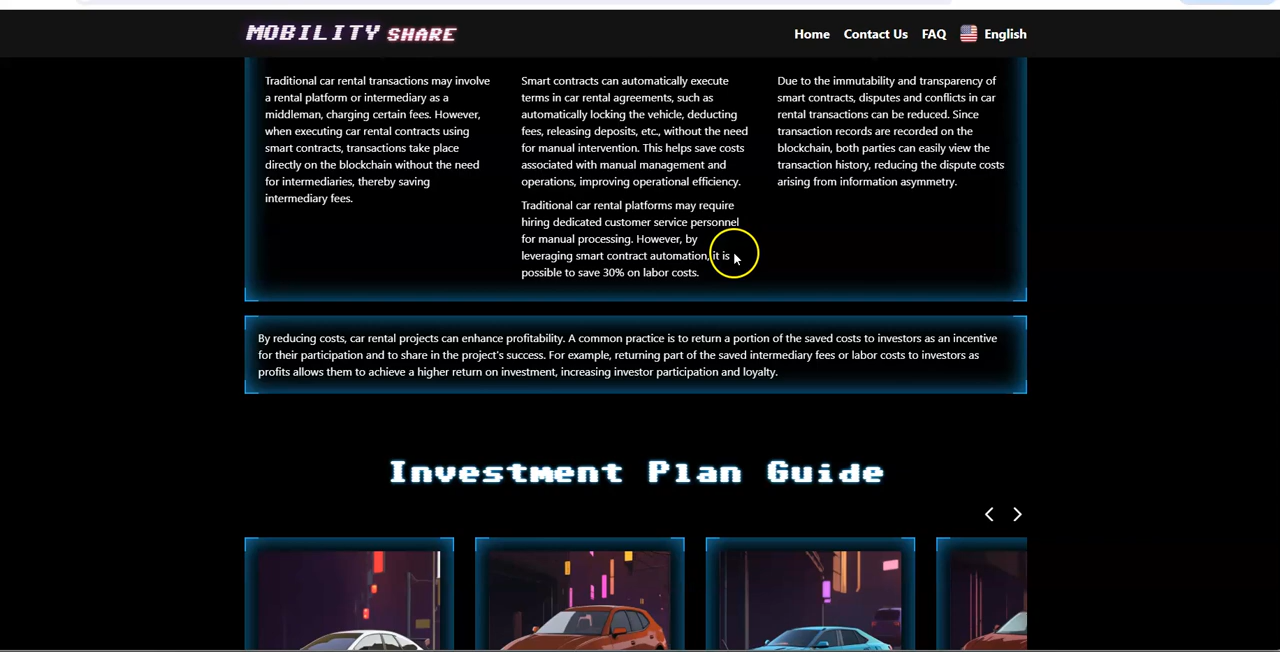 MOBILITY SHARE
Home Contact Us FAQ English
Traditional car rental transactions may involve
a rental platform or intermediary as a
middleman, charging certain fees. However,
when executing car rental contracts using
smart contracts, transactions take place
directly on the blockchain without the need
for intermediaries, thereby saving
intermediary fees.
Smart contracts can automatically execute
terms in car rental agreements, such as
automatically locking the vehicle, deducting
fees, releasing deposits, etc., without the need
for manual intervention. This helps save costs
associated with manual management and
operations, improving operational efficiency.
Traditional car rental platforms may require
hiring dedicated customer service personnel
for manual processing. However, by
leveraging smart contract automation, it is
possible to save 30% on labor costs.
Due to the immutability and transparency of
smart contracts, disputes and conflicts in car
rental transactions can be reduced. Since
transaction records are recorded on the
blockchain, both parties can easily view the
transaction history, reducing the dispute costs
arising from information asymmetry.
By reducing costs, car rental projects can enhance profitability. A common practice is to return a portion of the saved costs to investors as an incentive
for their participation and to share in the project's success. For example, returning part of the saved intermediary fees or labor costs to investors as
profits allows them to achieve a higher return on investment, increasing investor participation and loyalty.
Investment Plan Guide